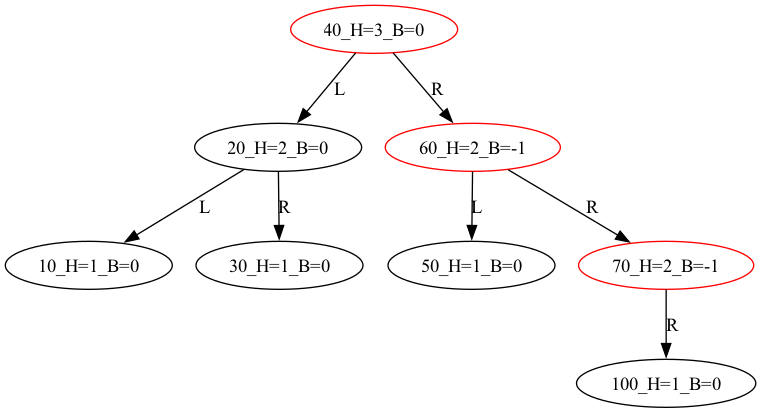 40_H=3_B=0
L
R
20_H=2_B=0
60_H=2_B=-1
L
R
L
R
10_H=1_B=0
30_H=1_B=0
50_H=1_B=0
70_H=2_B=-1
R
100_H=1_B=0